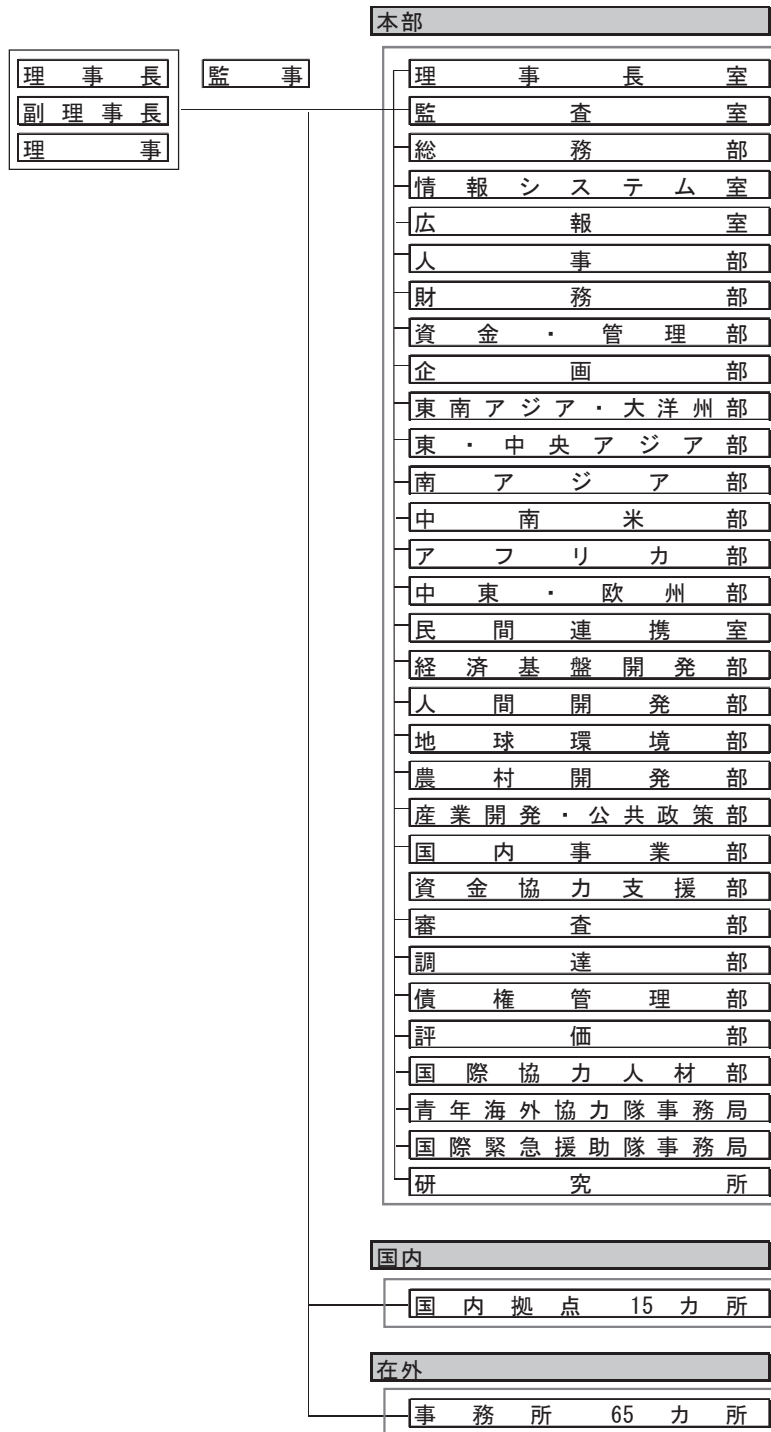 本部
理事長
監事
副理事長
理事
理事長室
監査室
総務部
情報システム室
広報室
人事部
財務部
資金・管理部
企画部
東南アジア・大洋州部
東・中央アジア部
南アジア部
中南米部
アフリカ部
中東・欧州部
民間連携室
経済基盤開発部
人間開発部
地球環境部
農村開発部
産業開発・公共政策部
国内事業部
資金協力支援部
審査部
調達部
債権管理部
評価部
国際協力人材部
青年海外協力隊事務局
国際緊急援助隊事務局
研究所
国内
国内拠点 15カ所
在外
事務所 65カ所